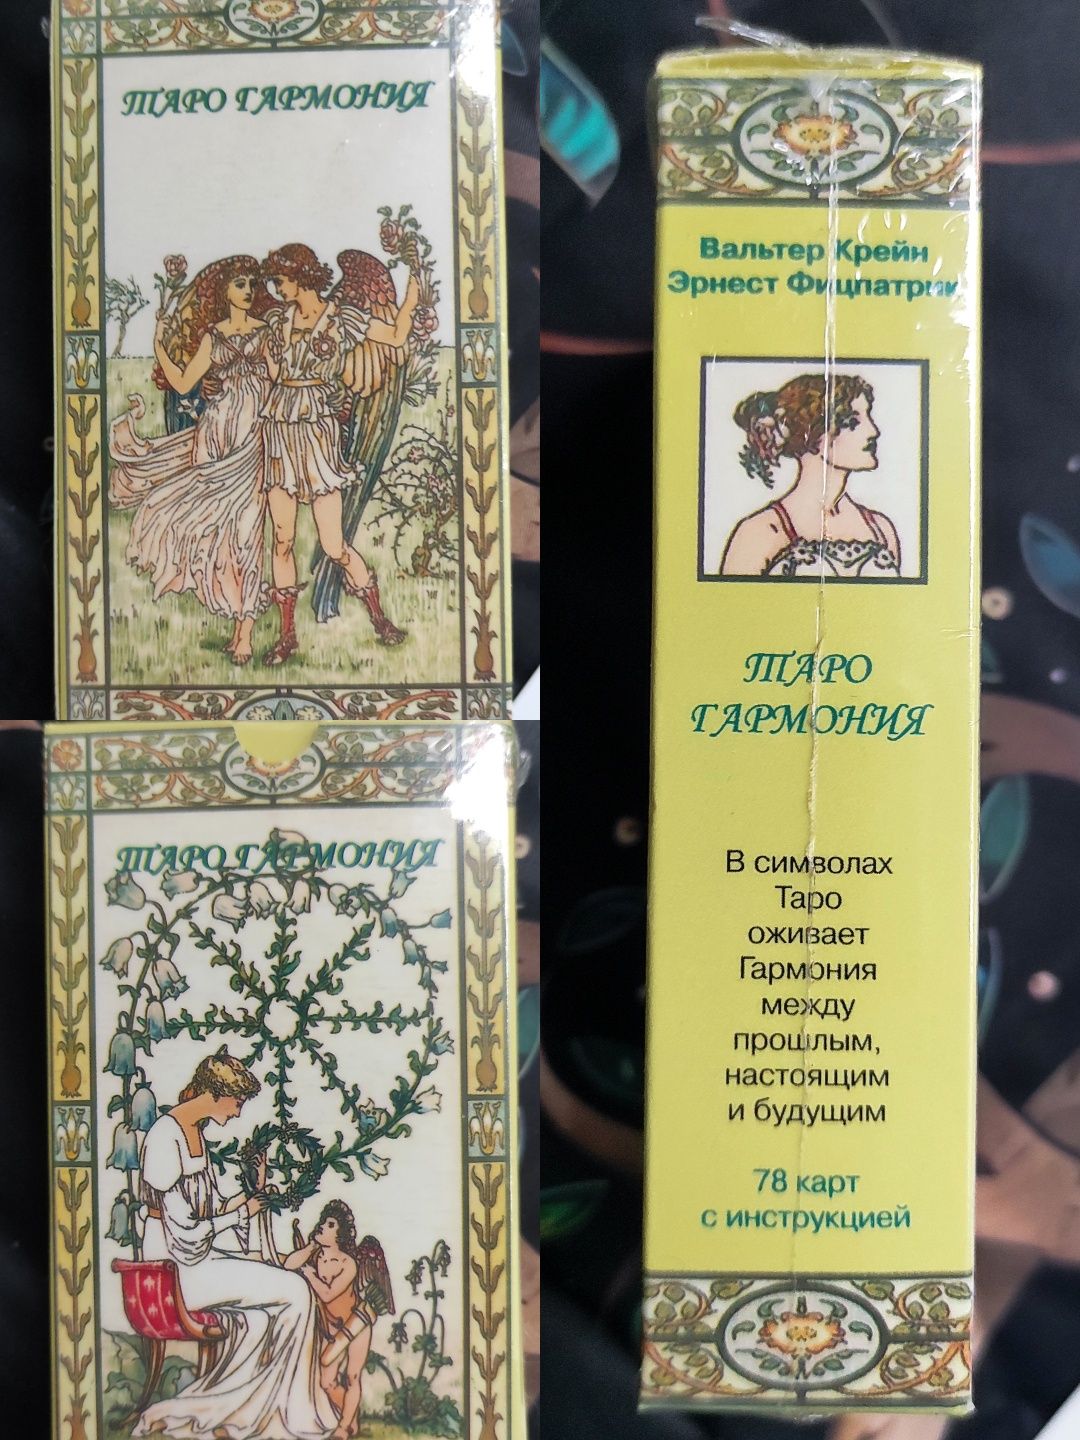 ТАРО ГАРМОНИЯ
ТАРО ГАРМОНИЯ
Вальтер Крейн
Эрнест Фицпатрик
ТАРО
ГАРМОНИЯ
В символах
Таро
оживает
Гармония
между
прошлым,
настоящим
и будущим
78 карт
с инструкцией